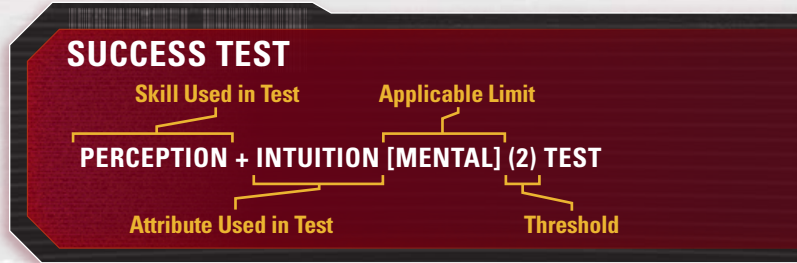 SUCCESS TEST
Skill Used in Test Applicable Limit
PERCEPTION + INTUITION [MENTAL] (2) TEST
Attribute Used in Test Threshold